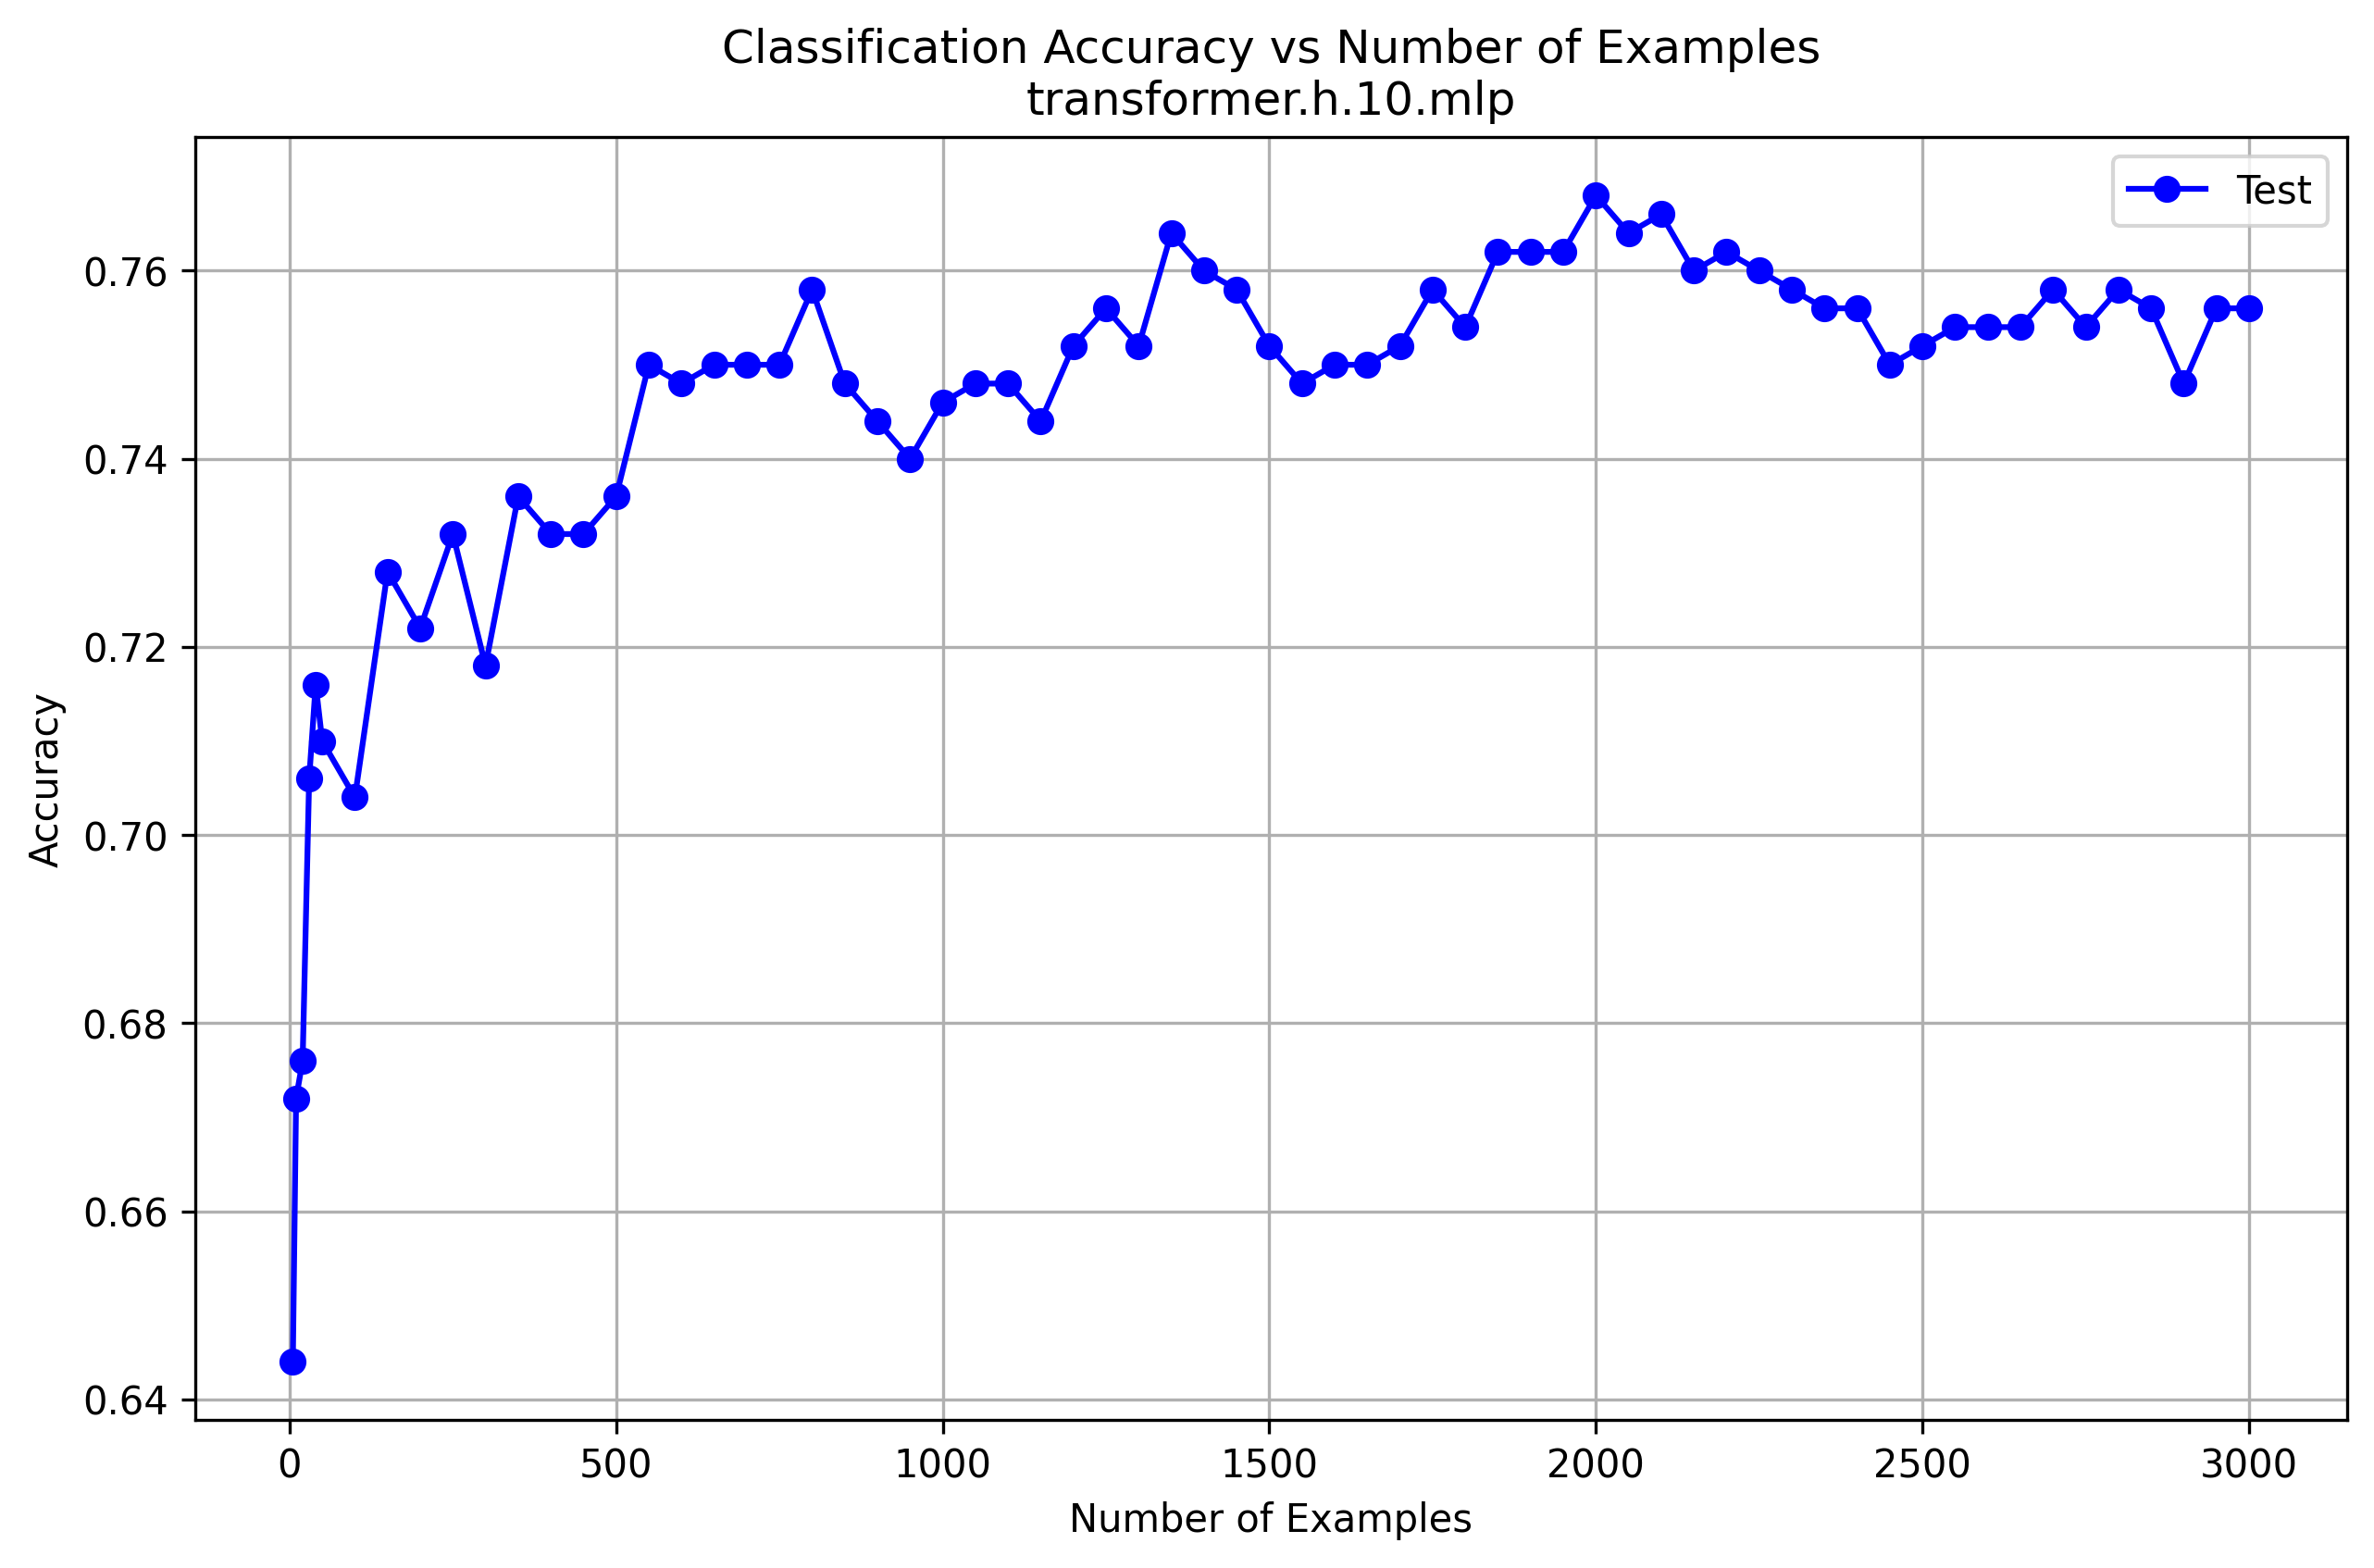 Classification Accuracy vs Number of Examples
transformer.h.10.mlp
Test
0.76
0.74
0.72
0.70
0.68
0.66
0.64
Accuracy
0 500 1000 1500 2000 2500 3000
Number of Examples